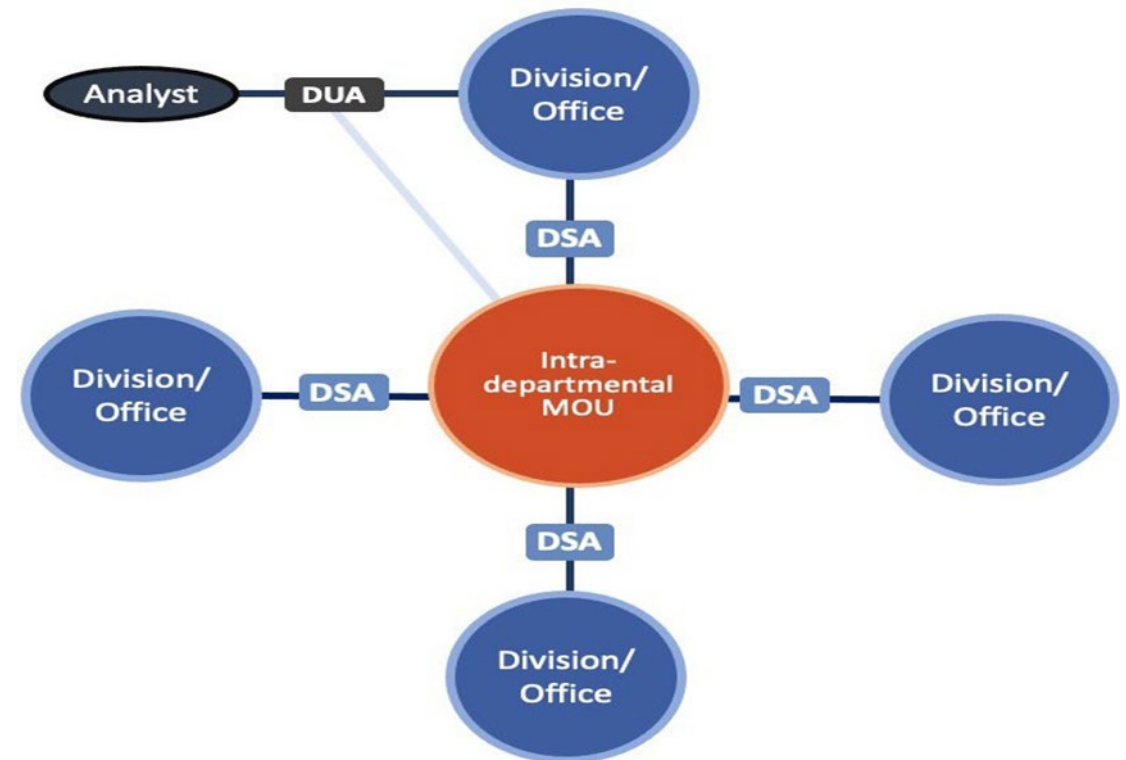 Analyst
DUA
Division/
Office
DSA
Division/
Office
DSA
Intra-
departmental
MOU
DSA
Division/
Office
DSA
Division/
Office